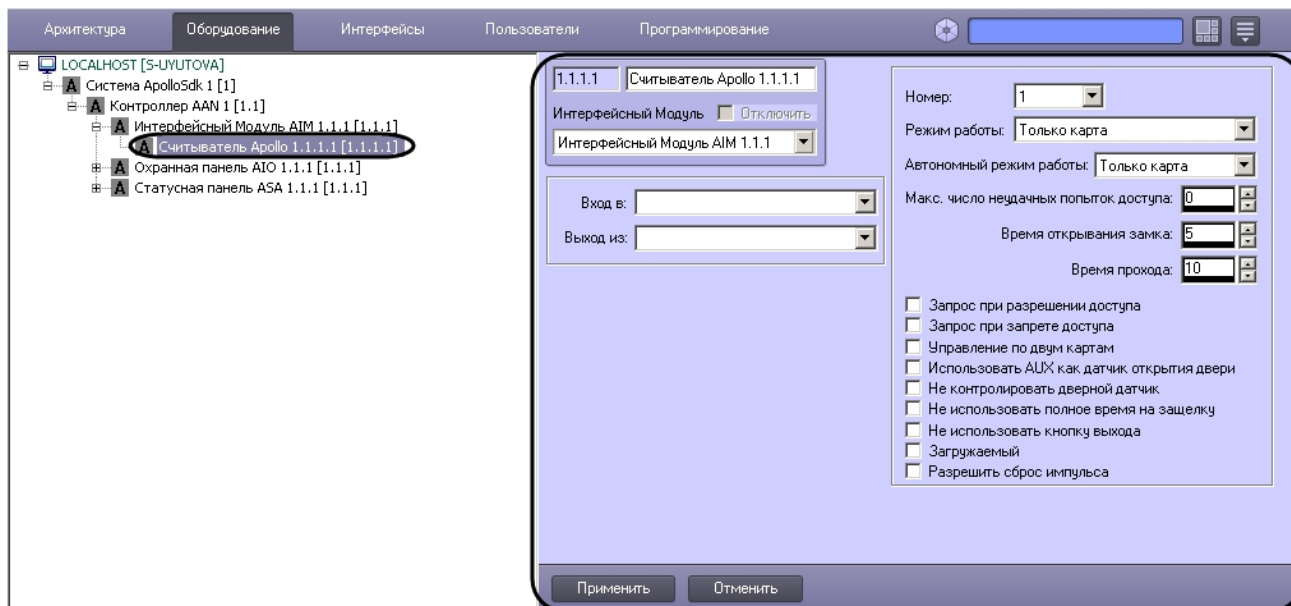 Архитектура Оборудование Интерфейсы Пользователи Программирование
LOCALHOST [S-UYUTOVA]
Система ApolloSdk 1 [1]
Контроллер AAN 1 [1.1]
Интерфейсный Модуль AIM 1.1.1 [1.1.1]
Считыватель Apollo 1.1.1.1 [1.1.1.1]
Охранная панель AIO 1.1.1 [1.1.1]
Статусная панель ASA 1.1.1 [1.1.1]
1.1.1.1 Считыватель Apollo 1.1.1.1
Интерфейсный Модуль Отключить
Интерфейсный Модуль AIM 1.1.1
Вход в:
Выход из:
Номер: 1
Режим работы: Только карта
Автономный режим работы: Только карта
Макс. число неудачных попыток доступа: 0
Время открывания замка: 5
Время прохода: 10
Запрос при разрешении доступа
Запрос при запрете доступа
Управление по двум картам
Использовать AUX как датчик открытия двери
Не контролировать дверной датчик
Не использовать полное время на защелку
Не использовать кнопку выхода
Загружаемый
Разрешить сброс импульса
Применить Отменить